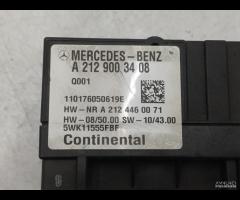 MERCEDES-BENZ
A 212 900 34 08
Q001
110176050619E
HW-NR A 212 446 00 71
HW-08/50.00 SW-10/43.00
5WK11555FBF
Continental